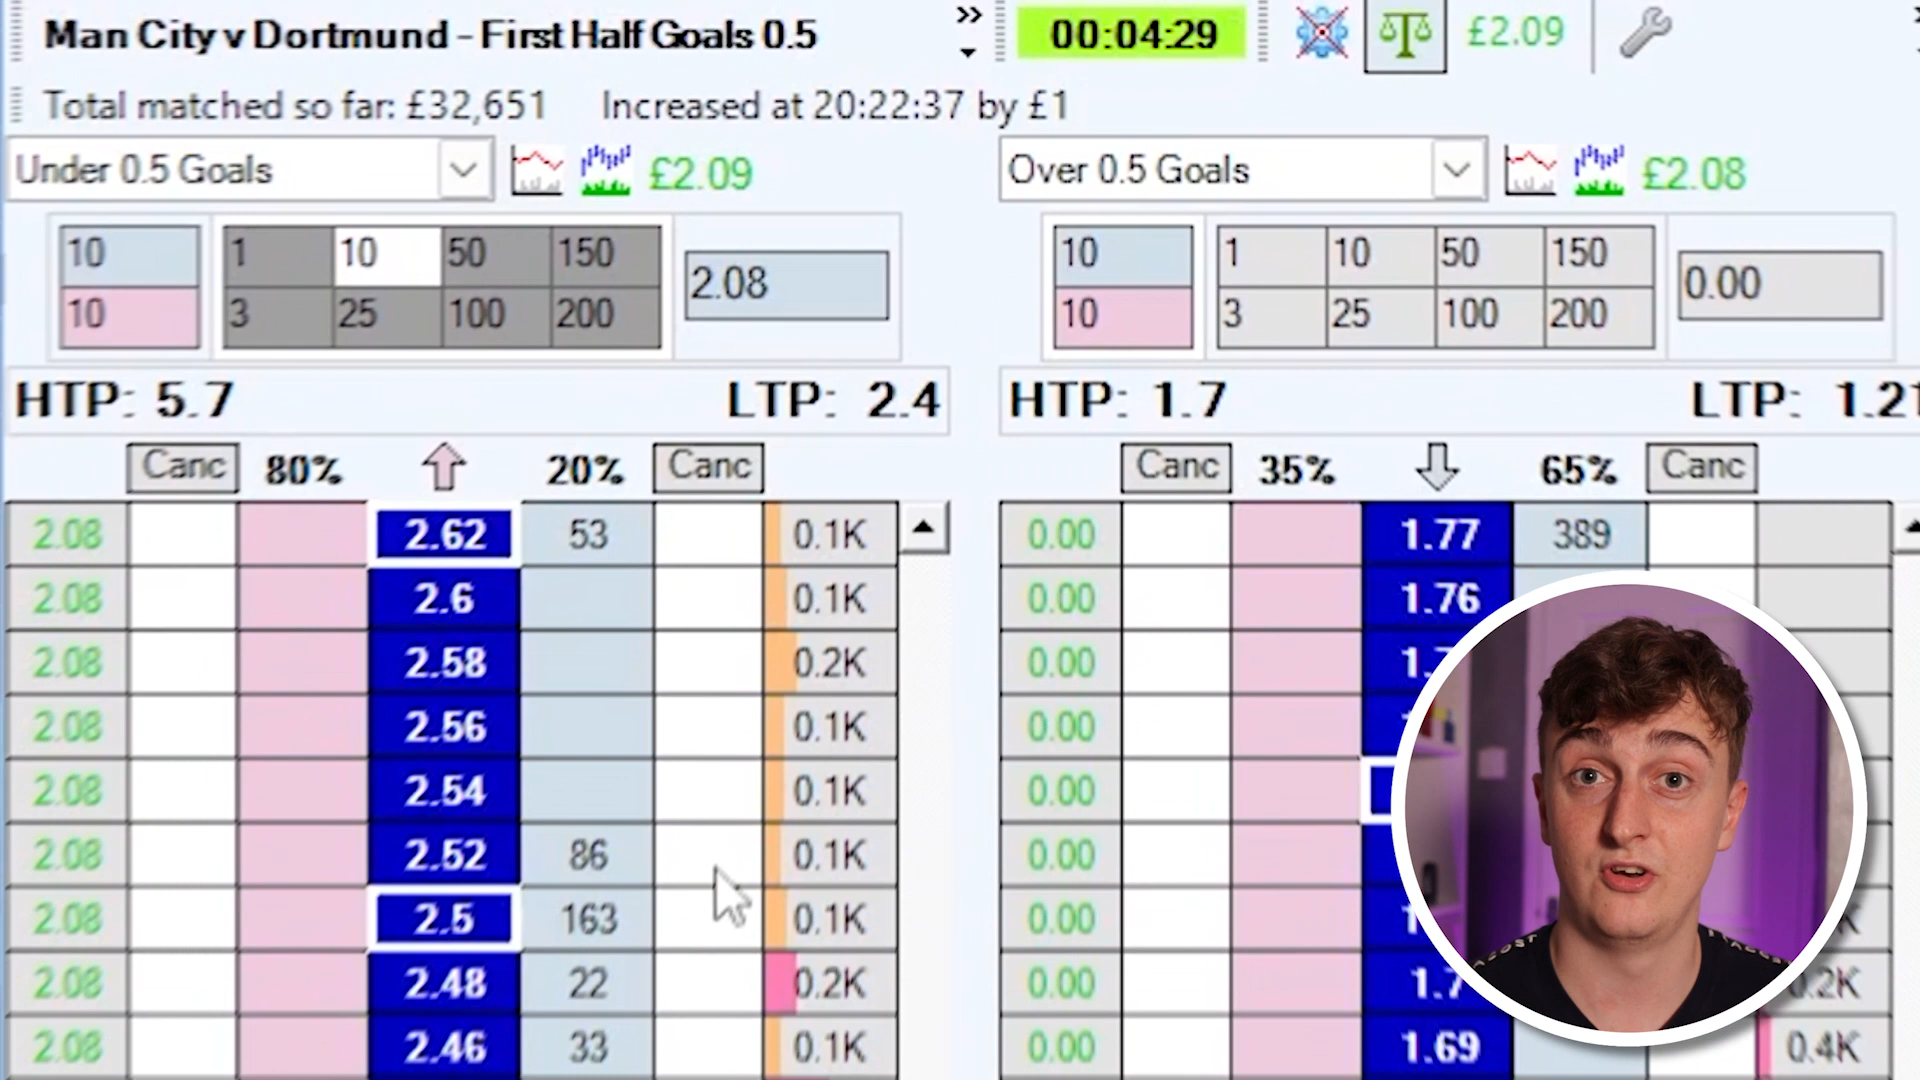 Man City v Dortmund - First Half Goals 0.5
00:04:29
£2.09
Total matched so far: £32,651 Increased at 20:22:37 by £1
Under 0.5 Goals
£2.09
Over 0.5 Goals
£2.08
10 1 10 50 150 2.08
10 3 25 100 200
10 1 10 50 150 0.00
10 3 25 100 200
HTP: 5.7 LTP: 2.4
HTP: 1.7 LTP: 1.21
Canc 80% 20% Canc
Canc 35% 65% Canc
2.08 2.62 53 0.1K
2.08 2.6 0.1K
2.08 2.58 0.2K
2.08 2.56 0.1K
2.08 2.54 0.1K
2.08 2.52 86 0.1K
2.08 2.5 163 0.1K
2.08 2.48 22 0.2K
2.08 2.46 33 0.1K
0.00 1.77 389
0.00 1.76
0.00
0.00
0.00
0.00
0.00
0.00 0.2K
0.00 1.69 0.4K